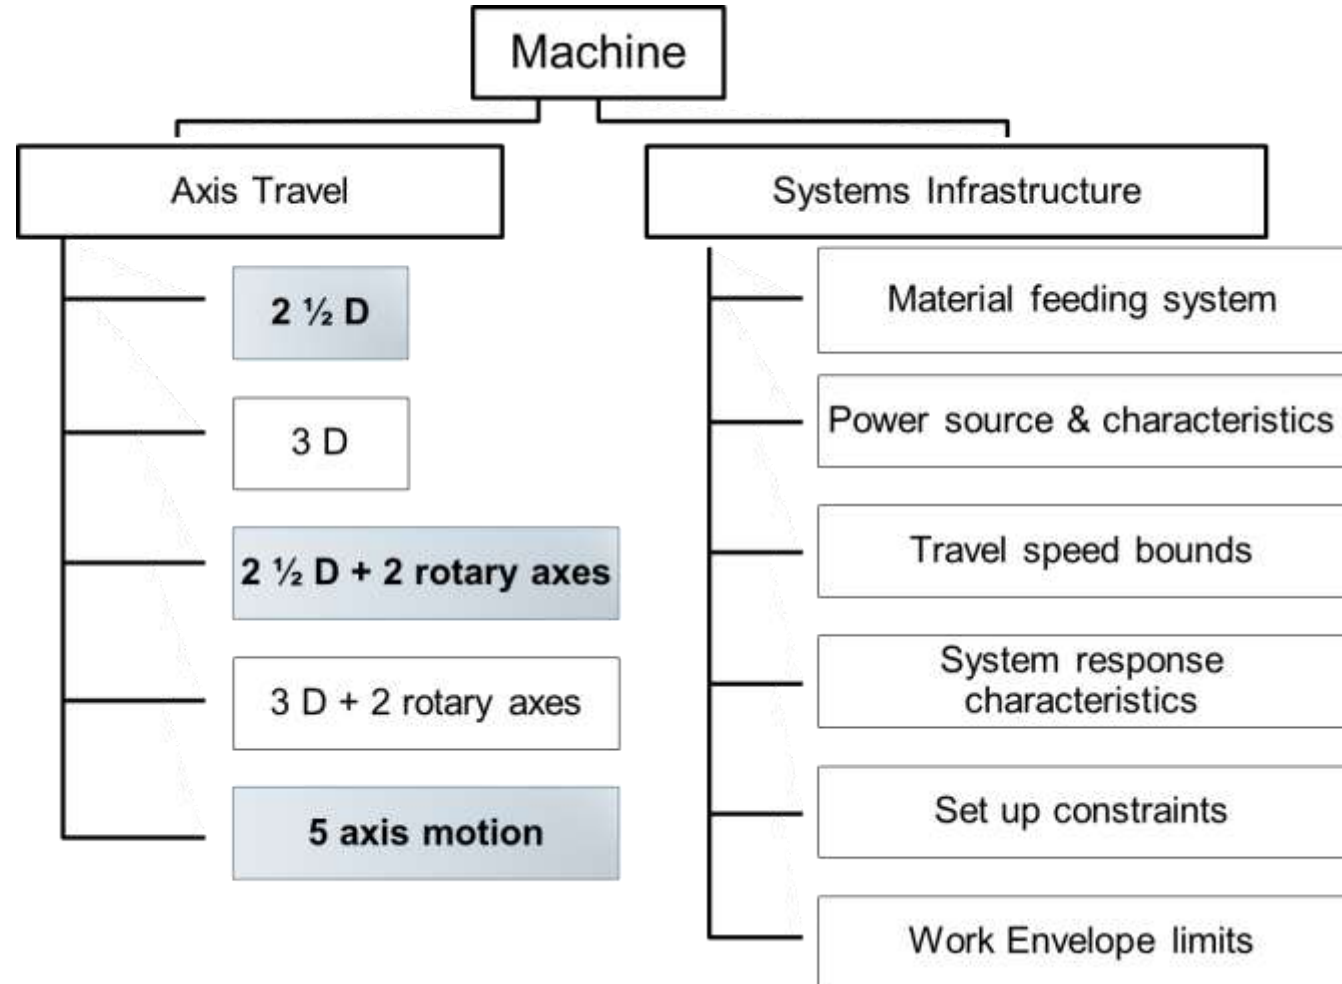 Machine
Axis Travel
2 ½ D
3 D
2 ½ D + 2 rotary axes
3 D + 2 rotary axes
5 axis motion
Systems Infrastructure
Material feeding system
Power source & characteristics
Travel speed bounds
System response
characteristics
Set up constraints
Work Envelope limits